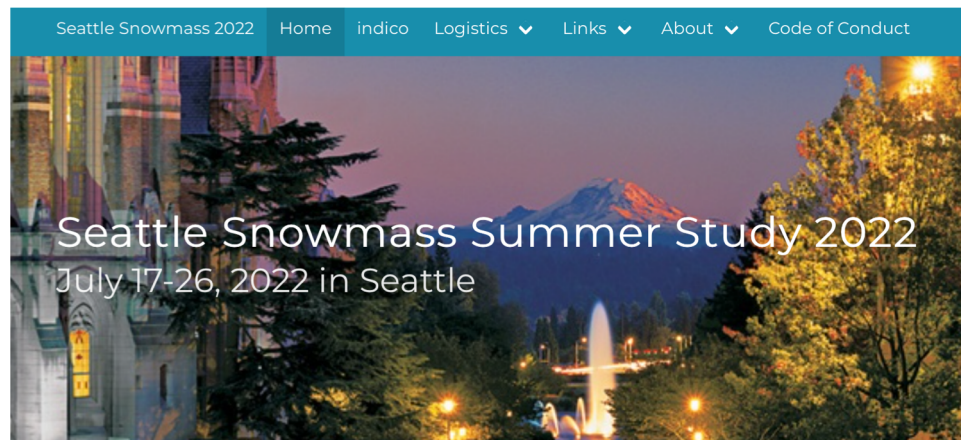 Seattle Snowmass 2022 Home indico Logistics Links About Code of Conduct
Seattle Snowmass Summer Study 2022
July 17-26, 2022 in Seattle